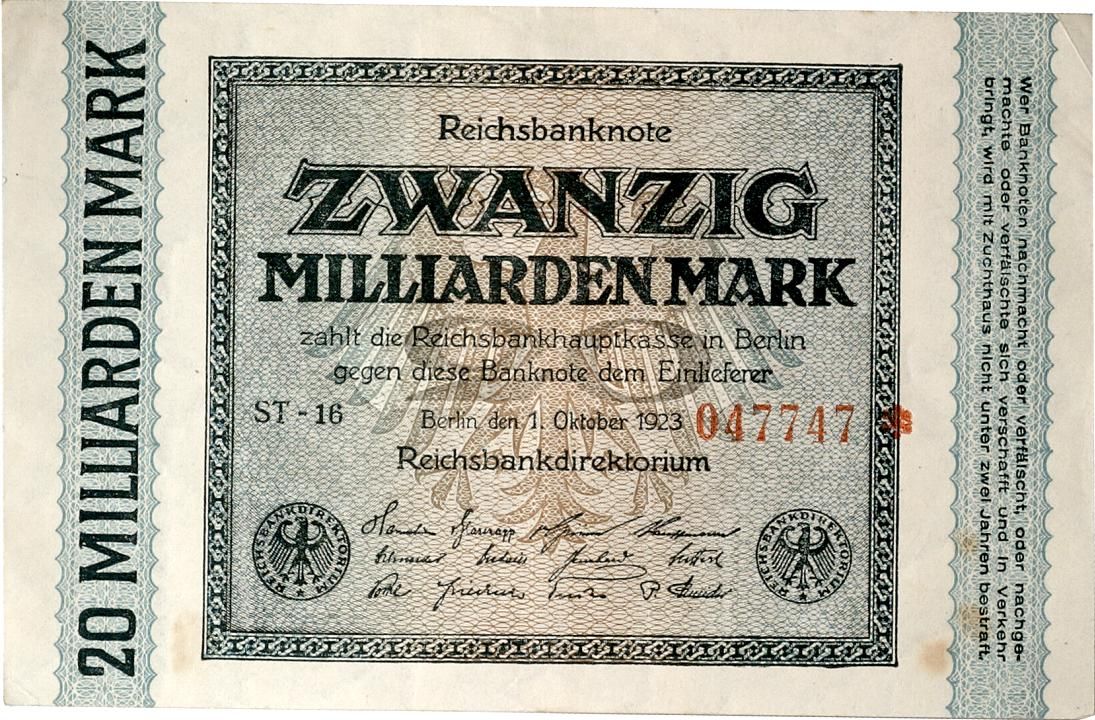 20 MILLIARDEN MARK
Reichsbanknote
ZWANZIG
MILLIARDEN MARK
zahlt die Reichsbankhauptkasse in Berlin
gegen diese Banknote dem Einlieferer
ST - 16
Berlin den 1. Oktober 1923
047747
Reichsbankdirektorium
REICHSBANKDIREKTORIUM
REICHSBANKDIREKTORIUM
Wer Banknoten nachmacht oder verfälscht, oder nachge-
machte oder verfälschte sich verschafft und in Verkehr
bringt, wird mit Zuchthaus nicht unter zwei Jahren bestraft.